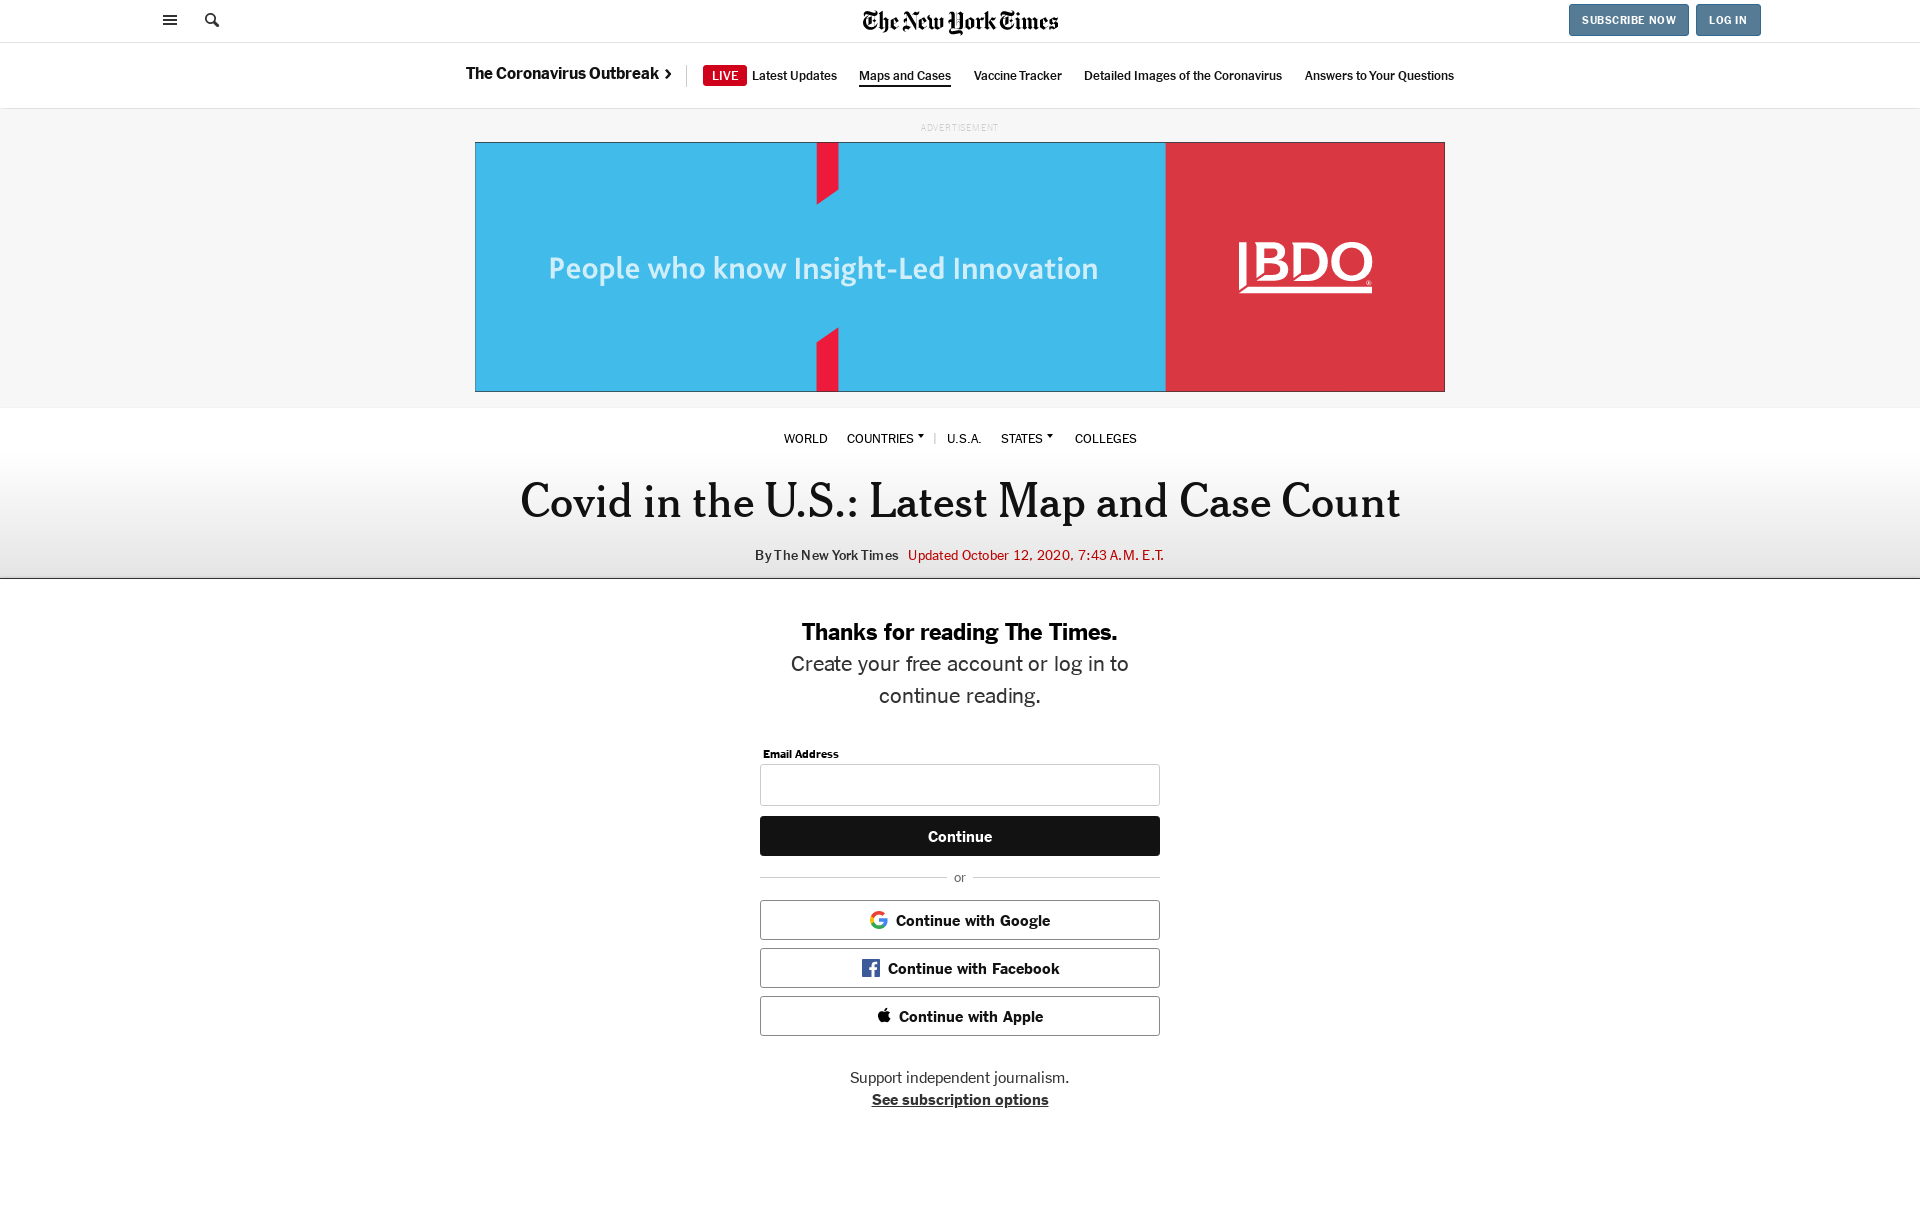 The New York Times
SUBSCRIBE NOW
LOG IN
The Coronavirus Outbreak
LIVE Latest Updates
Maps and Cases
Vaccine Tracker
Detailed Images of the Coronavirus
Answers to Your Questions
ADVERTISEMENT
People who know Insight-Led Innovation
BDO®
WORLD
COUNTRIES
U.S.A.
STATES
COLLEGES
Covid in the U.S.: Latest Map and Case Count
By The New York Times Updated October 12, 2020, 7:43 A.M. E.T.
Thanks for reading The Times.
Create your free account or log in to
continue reading.
Email Address
Continue
or
Continue with Google
Continue with Facebook
Continue with Apple
Support independent journalism.
See subscription options